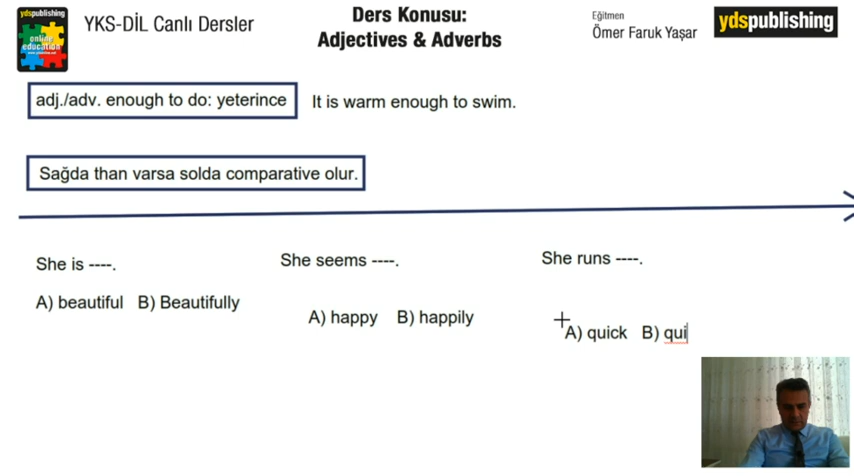 ydspublishing
online
education
YKS-DİL Canlı Dersler
Ders Konusu:
Adjectives & Adverbs
Eğitmen
Ömer Faruk Yaşar
ydspublishing
adj./adv. enough to do: yeterince
It is warm enough to swim.
Sağda than varsa solda comparative olur.
She is ----.
A) beautiful B) Beautifully
She seems ----.
A) happy B) happily
She runs ----.
A) quick B) qui